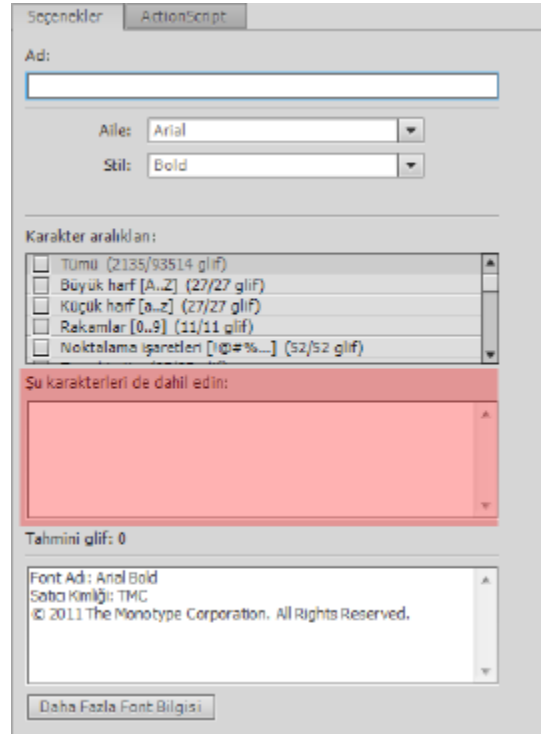 Seçenekler
ActionScript
Ad:
Aile:
Arial
Stil:
Bold
Karakter aralıkları:
Tümü (2135/93514 glif)
Büyük harf [A..Z] (27/27 glif)
Küçük harf [a..z] (27/27 glif)
Rakamlar [0..9] (11/11 glif)
Noktalama işaretleri [!@#%...] (52/52 glif)
Şu karakterleri de dahil edin:
Tahmini glif: 0
Font Adı: Arial Bold
Satıcı Kimliği: TMC
© 2011 The Monotype Corporation. All Rights Reserved.
Daha Fazla Font Bilgisi